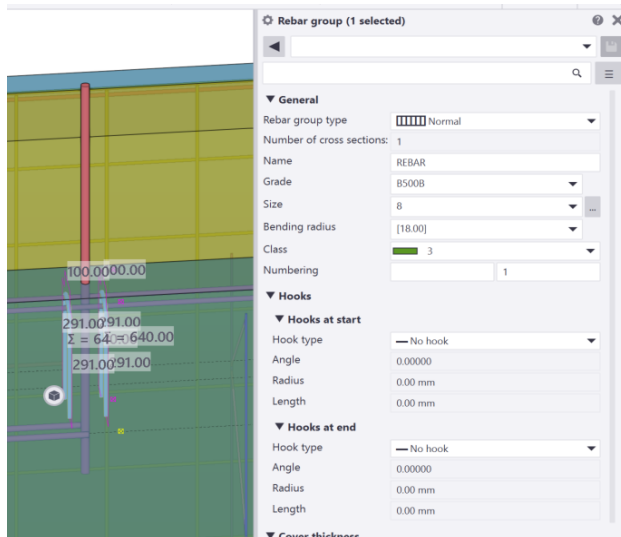 Rebar group (1 selected)
General
Rebar group type Normal
Number of cross sections: 1
Name REBAR
Grade B500B
Size 8 ...
Bending radius [18.00]
Class 3
Numbering 1
Hooks
Hooks at start
Hook type No hook
Angle 0.00000
Radius 0.00 mm
Length 0.00 mm
Hooks at end
Hook type No hook
Angle 0.00000
Radius 0.00 mm
Length 0.00 mm
Cover thickness
100.00 00.00
291.00 291.00
Σ = 64 = 640.00
291.00 291.00